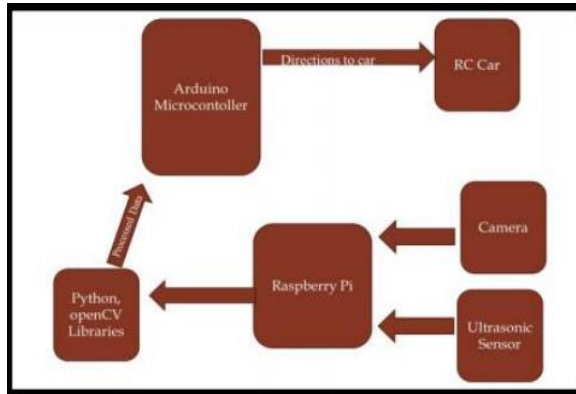 Arduino
Microcontoller
Directions to car
RC Car
Processed Data
Camera
Raspberry Pi
Python,
openCV
Libraries
Ultrasonic
Sensor